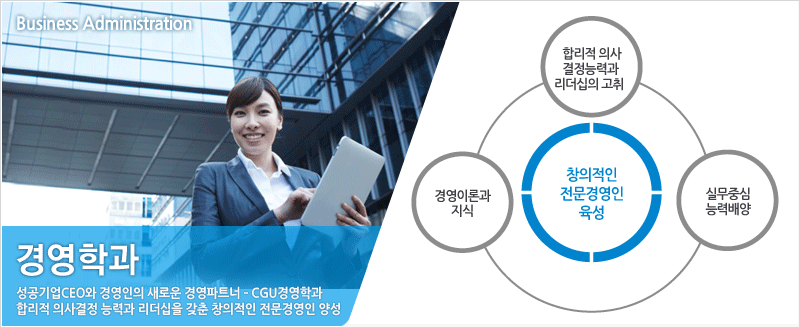 Business Administration
경영학과
성공기업CEO와 경영인의 새로운 경영파트너 - CGU경영학과
합리적 의사결정 능력과 리더십을 갖춘 창의적인 전문경영인 양성
합리적 의사
결정능력과
리더십의 고취
창의적인
전문경영인
육성
경영이론과
지식
실무중심
능력배양